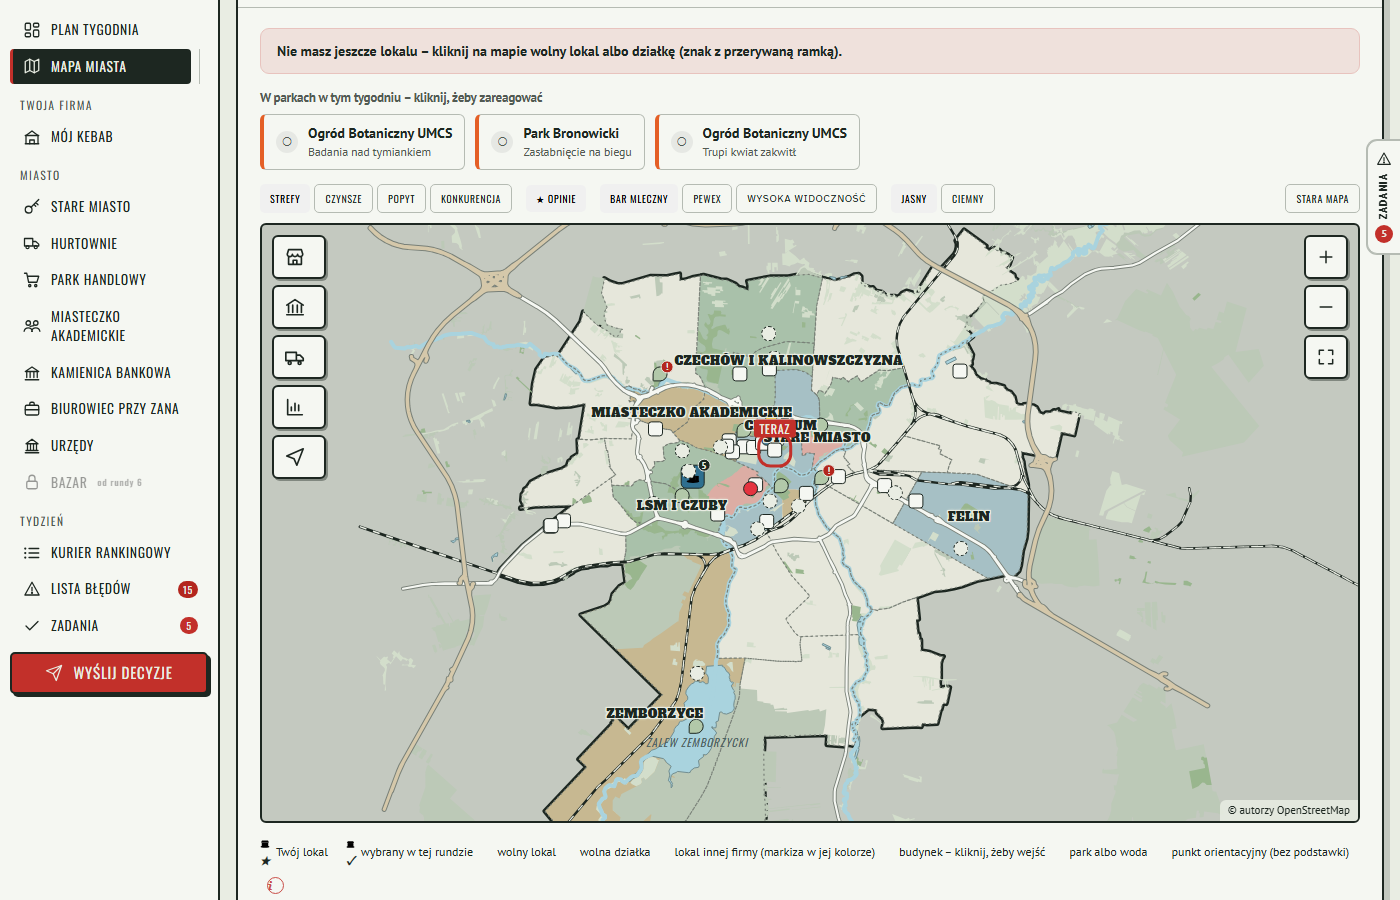 PLAN TYGODNIA
MAPA MIASTA
TWOJA FIRMA
MÓJ KEBAB
MIASTO
STARE MIASTO
HURTOWNIE
PARK HANDLOWY
MIASTECZKO
AKADEMICKIE
KAMIENICA BANKOWA
BIUROWIEC PRZY ZANA
URZĘDY
BAZAR od rundy 6
TYDZIEŃ
KURIER RANKINGOWY
LISTA BŁĘDÓW 15
ZADANIA 5
WYŚLIJ DECYZJE
Nie masz jeszcze lokalu – kliknij na mapie wolny lokal albo działkę (znak z przerywaną ramką).
W parkach w tym tygodniu – kliknij, żeby zareagować
Ogród Botaniczny UMCS
Badania nad tymiankiem
Park Bronowicki
Zasłabnięcie na biegu
Ogród Botaniczny UMCS
Trupi kwiat zakwitł
STREFY CZYNSZE POPYT KONKURENCJA ★ OPINIE BAR MLECZNY PEWEX WYSOKA WIDOCZNOŚĆ JASNY CIEMNY STARA MAPA
ZADANIA 5
CZECHÓW I KALINOWSZCZYZNA
MIASTECZKO AKADEMICKIE
TERAZ
STARE MIASTO
5
LSM I CZUBY
FELIN
ZEMBORZYCE
ZALEW ZEMBORZYCKI
© autorzy OpenStreetMap
★ Twój lokal ✓ wybrany w tej rundzie wolny lokal wolna działka lokal innej firmy (markiza w jej kolorze) budynek – kliknij, żeby wejść park albo woda punkt orientacyjny (bez podstawki)